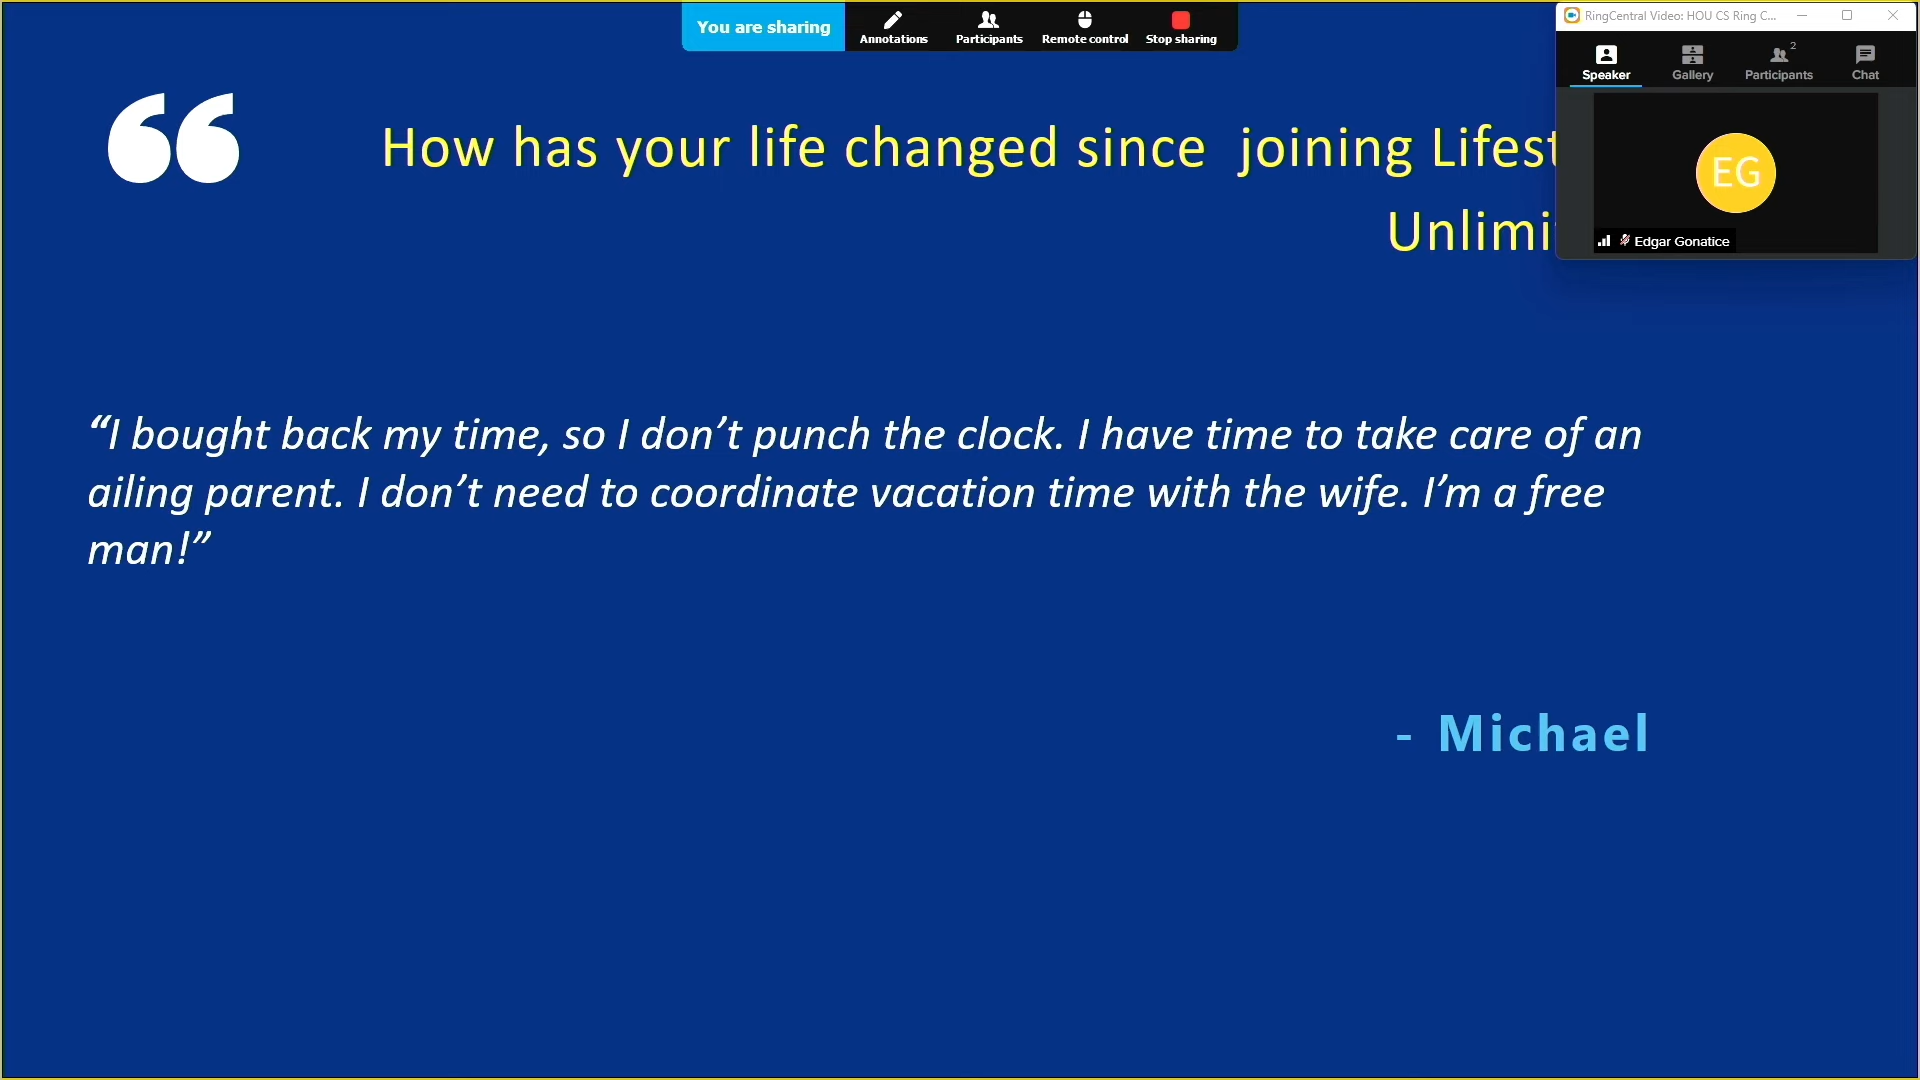 You are sharing
Annotations
Participants
Remote control
Stop sharing
RingCentral Video: HOU CS Ring C...
Speaker
Gallery
Participants
2
Chat
EG
Edgar Gonatice
“
How has your life changed since joining
“I bought back my time, so I don’t punch the clock. I have time to take care of an
ailing parent. I don’t need to coordinate vacation time with the wife. I’m a free
man!”
- Michael